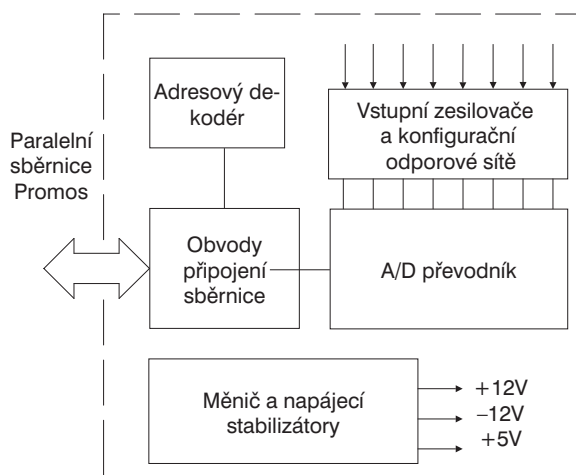 Adresový de-
kodér
Vstupní zesilovače
a konfigurační
odporové sítě
Paralelní
sběrnice
Promos
Obvody
připojení
sběrnice
A/D převodník
Měnič a napájecí
stabilizátory
+12V
−12V
+5V